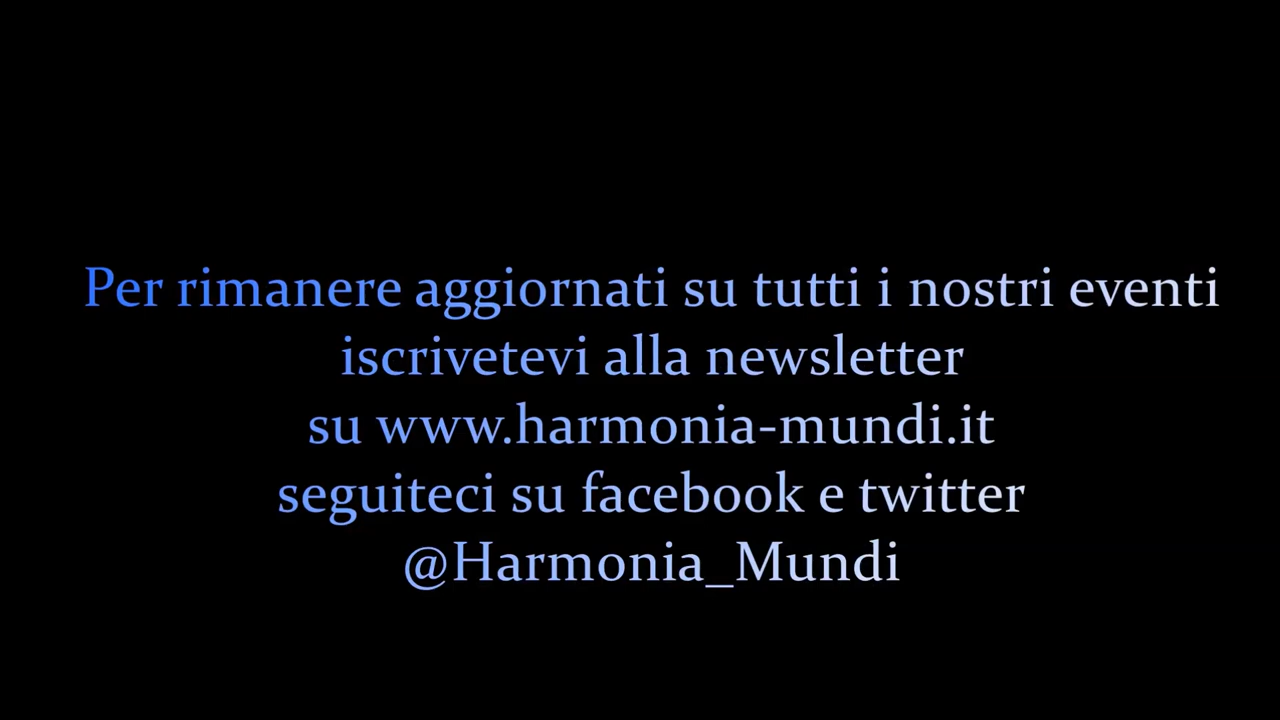 Per rimanere aggiornati su tutti i nostri eventi
iscrivetevi alla newsletter
su www.harmonia-mundi.it
seguiteci su facebook e twitter
@Harmonia_Mundi